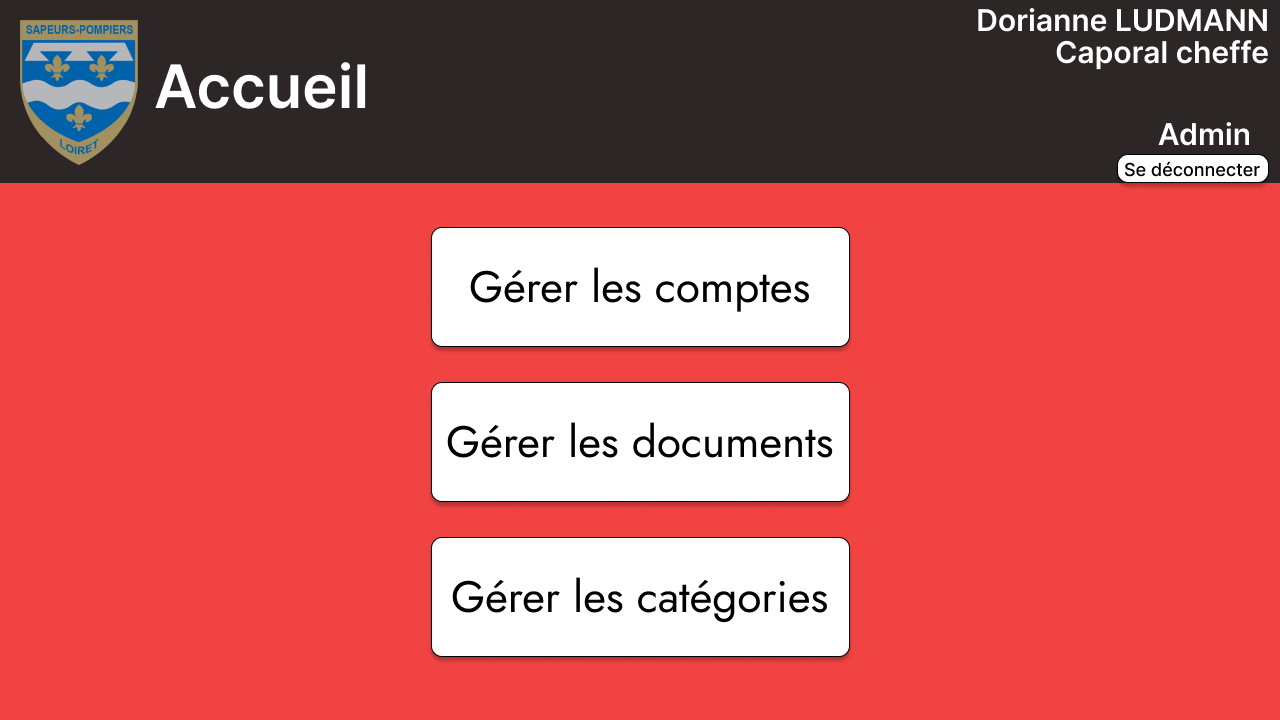 SAPEURS-POMPIERS
LOIRET
Accueil
Dorianne LUDMANN
Caporal cheffe
Admin
Se déconnecter
Gérer les comptes
Gérer les documents
Gérer les catégories